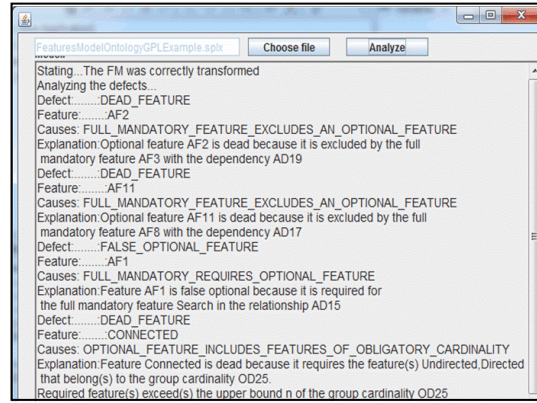 FeaturesModelOntologyGPLExample.splx Choose file Analyze
Stating...The FM was correctly transformed
Analyzing the defects...
Defect:.......:DEAD_FEATURE
Feature:.......:AF2
Causes: FULL_MANDATORY_FEATURE_EXCLUDES_AN_OPTIONAL_FEATURE
Explanation:Optional feature AF2 is dead because it is excluded by the full
mandatory feature AF3 with the dependency AD19
Defect:.......:DEAD_FEATURE
Feature:.......:AF11
Causes: FULL_MANDATORY_FEATURE_EXCLUDES_AN_OPTIONAL_FEATURE
Explanation:Optional feature AF11 is dead because it is excluded by the full
mandatory feature AF8 with the dependency AD17
Defect:.......:FALSE_OPTIONAL_FEATURE
Feature:.......:AF1
Causes: FULL_MANDATORY_REQUIRES_OPTIONAL_FEATURE
Explanation:Feature AF1 is false optional because it is required for
the full mandatory feature Search in the relationship AD15
Defect:.......:DEAD_FEATURE
Feature:.......:CONNECTED
Causes: OPTIONAL_FEATURE_INCLUDES_FEATURES_OF_OBLIGATORY_CARDINALITY
Explanation:Feature Connected is dead because it requires the feature(s) Undirected,Directed
that belong(s) to the group cardinality OD25.
Required feature(s) exceed(s) the upper bound n of the group cardinality OD25